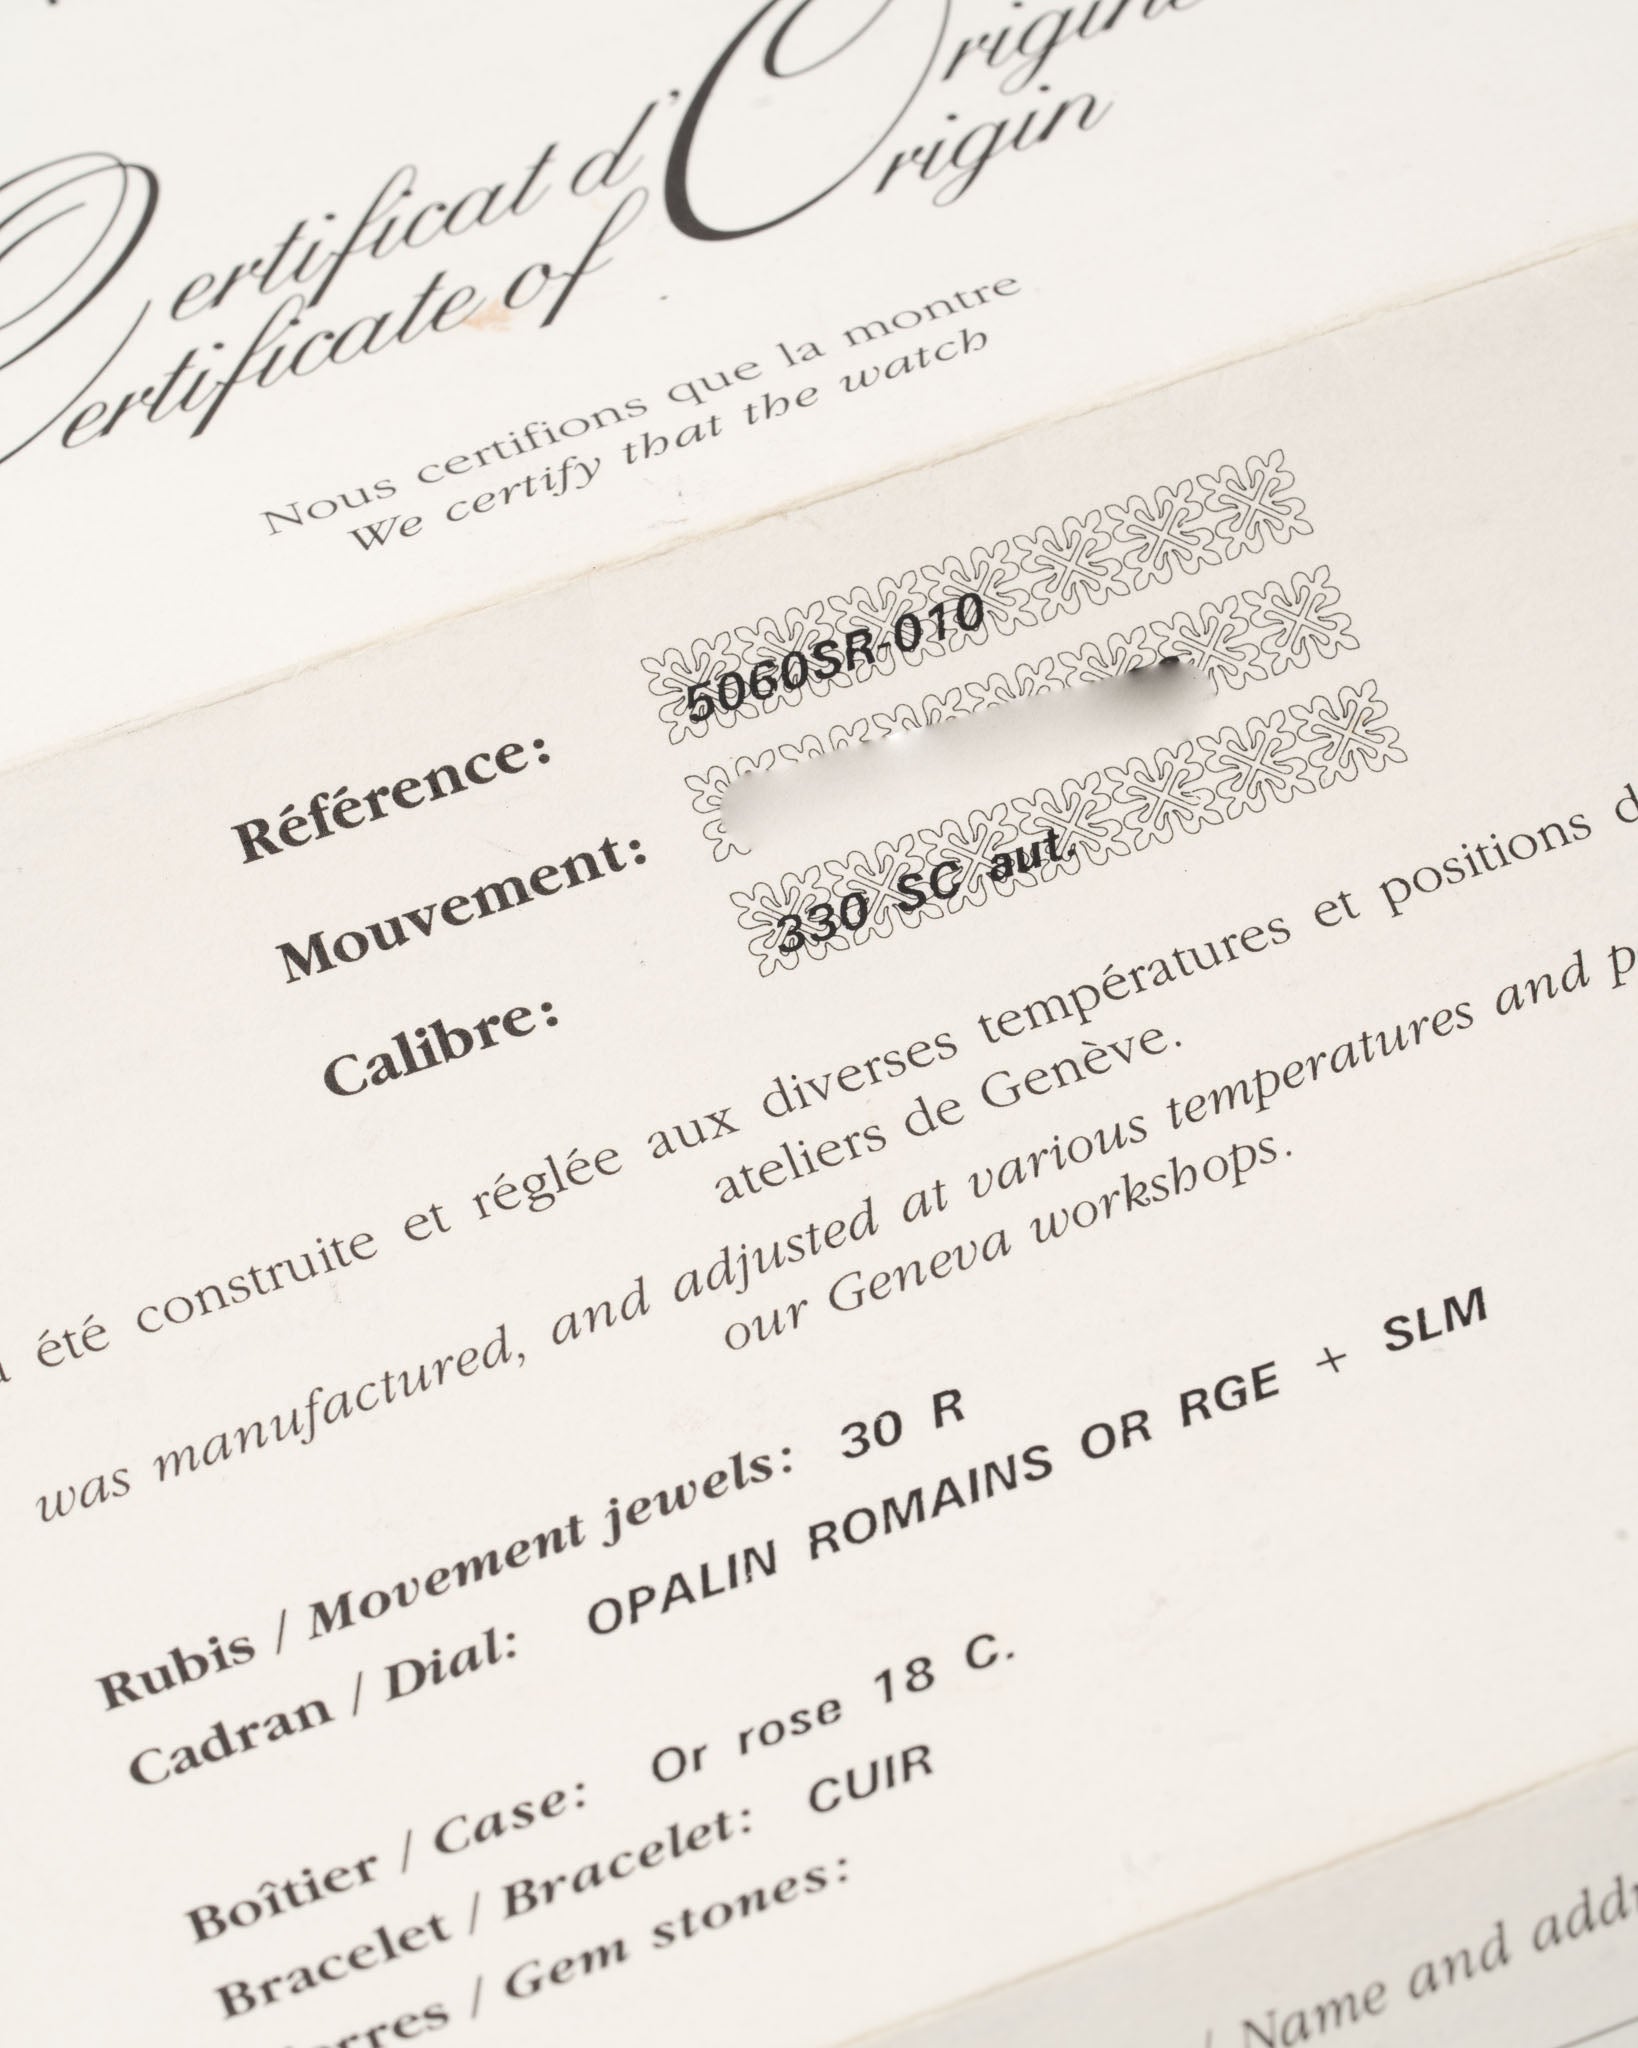 Certificat d'Origine
Certificate of Origin
Nous certifions que la montre
We certify that the watch
Référence: 5060SR-010
Mouvement:
Calibre: 330 SC aut.
été construite et réglée aux diverses températures et positions
ateliers de Genève.
was manufactured, and adjusted at various temperatures and
our Geneva workshops.
Rubis / Movement jewels: 30 R
Cadran / Dial: OPALIN ROMAINS OR RGE + SLM
Boîtier / Case: Or rose 18 C.
Bracelet / Bracelet: CUIR
/ Gem stones:
/ Name and